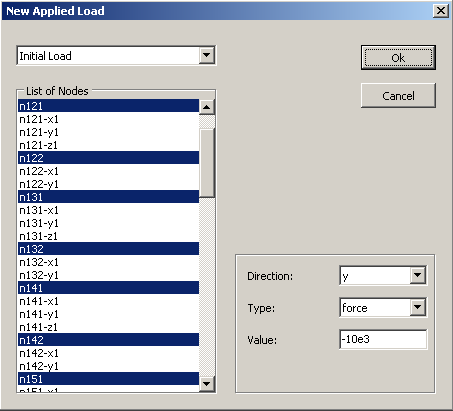 New Applied Load
Initial Load
Ok
Cancel
List of Nodes
n121
n121-x1
n121-y1
n121-z1
n122
n122-x1
n122-y1
n131
n131-x1
n131-y1
n131-z1
n132
n132-x1
n132-y1
n141
n141-x1
n141-y1
n141-z1
n142
n142-x1
n142-y1
n151
n151-x1
Direction: y
Type: force
Value: -10e3